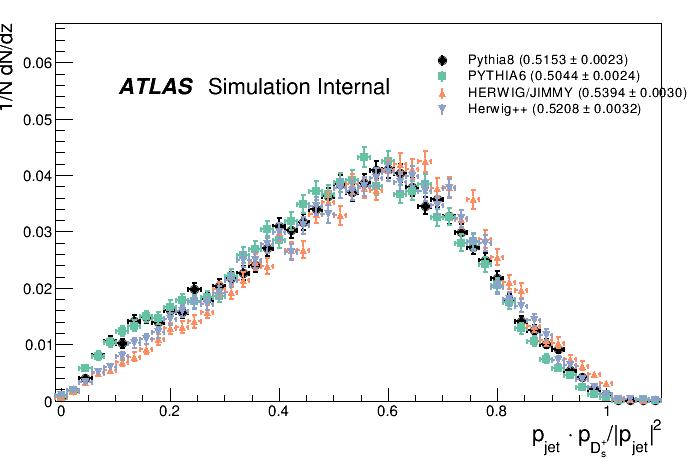 1/N dN/dz
0.06
0.05
0.04
0.03
0.02
0.01
0
ATLAS Simulation Internal
Pythia8 (0.5153 ± 0.0023)
PYTHIA6 (0.5044 ± 0.0024)
HERWIG/JIMMY (0.5394 ± 0.0030)
Herwig++ (0.5208 ± 0.0032)
0 0.2 0.4 0.6 0.8 1
p_jet · p_{D_s^+}/|p_jet|^2